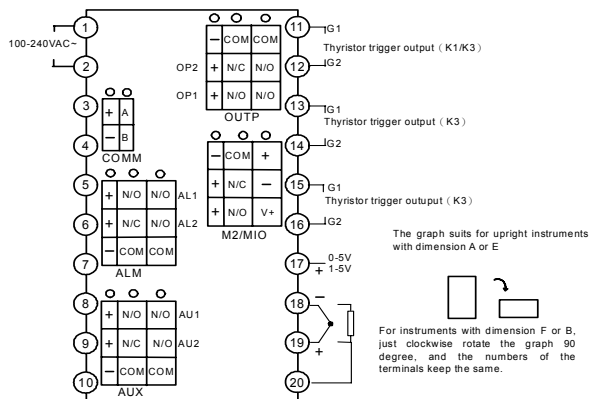 100-240VAC~
1
2
3
4
5
6
7
8
9
10
+ A
− B
COMM
+ N/O N/O AL1
+ N/C N/O AL2
− COM COM
ALM
+ N/O N/O AU1
+ N/C N/O AU2
− COM COM
AUX
− COM COM
OP2 + N/C N/O
OP1 + N/O N/O
OUTP
− COM +
+ N/C −
+ N/O V+
M2/MIO
11 G1
Thyristor trigger output（K1/K3）
12 G2
13 G1
Thyristor trigger output（K3）
14 G2
15 G1
Thyristor trigger outuput（K3）
16 G2
17 + 0-5V
1-5V
18 −
19 +
20
The graph suits for upright instruments
with dimension A or E
For instruments with dimension F or B,
just clockwise rotate the graph 90
degree, and the numbers of the
terminals keep the same.